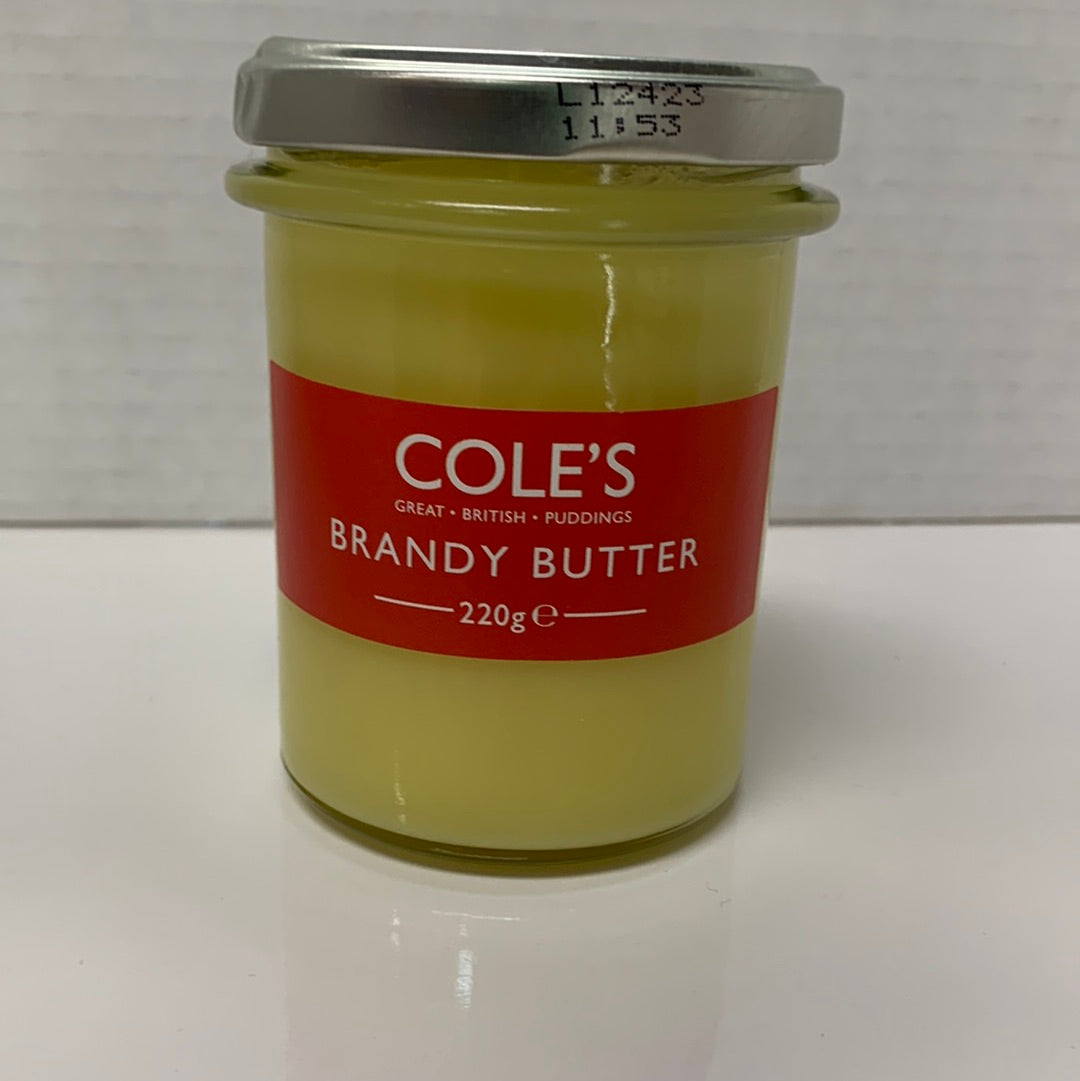 L12423
11:53
COLE'S
GREAT • BRITISH • PUDDINGS
BRANDY BUTTER
220g ℮